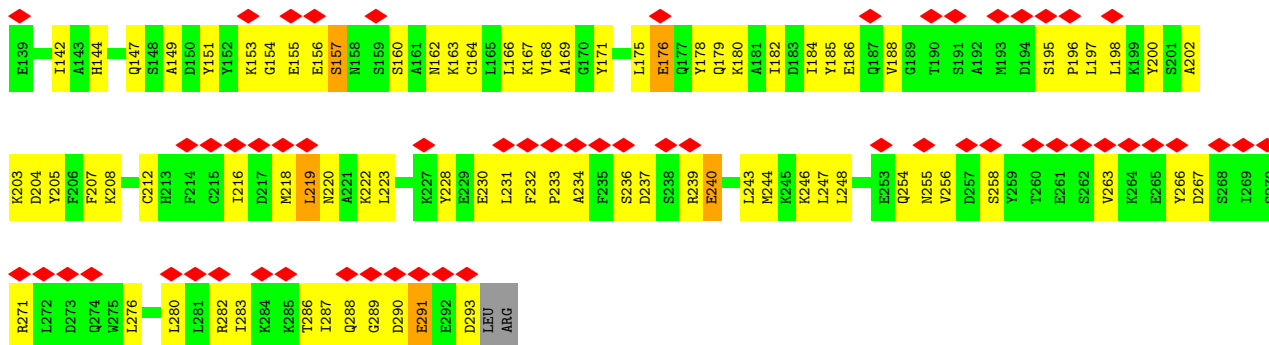 E139 I142 A143 H144 Q147 S148 A149 D150 Y151 Y152 K153 G154 E155 E156 S157 N158 S159 S160 A161 N162 K163 C164 L165 L166 K167 V168 A169 G170 Y171 L175 E176 Q177 Y178 Q179 K180 A181 I182 D183 I184 Y185 E186 Q187 V188 G189 T190 S191 A192 M193 D194 S195 P196 L197 L198 K199 Y200 S201 A202
K203 D204 Y205 F206 F207 K208 C212 H213 F214 C215 I216 D217 M218 L219 N220 A221 K222 L223 K227 Y228 E229 E230 L231 F232 P233 A234 F235 S236 D237 S238 R239 E240 L243 M244 K245 K246 L247 L248 E253 Q254 N255 V256 D257 S258 Y259 T260 E261 S262 V263 K264 E265 Y266 D267 S268 I269 S270
R271 L272 D273 Q274 W275 L276 L280 L281 R282 I283 K284 K285 T286 I287 Q288 G289 D290 E291 E292 D293 LEU ARG